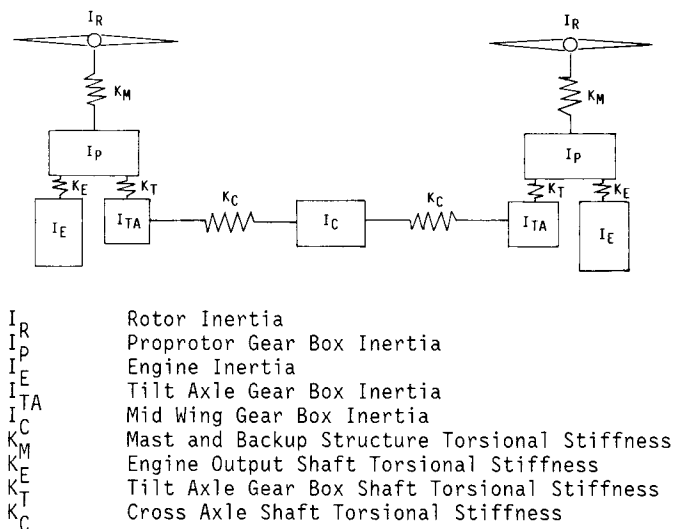 I_R I_R
K_M K_M
I_P I_P
K_E K_T K_T K_E
K_C K_C
I_E I_TA I_C I_TA I_E
I_R Rotor Inertia
I_P Proprotor Gear Box Inertia
I_E Engine Inertia
I_TA Tilt Axle Gear Box Inertia
I_C Mid Wing Gear Box Inertia
K_M Mast and Backup Structure Torsional Stiffness
K_E Engine Output Shaft Torsional Stiffness
K_T Tilt Axle Gear Box Shaft Torsional Stiffness
K_C Cross Axle Shaft Torsional Stiffness